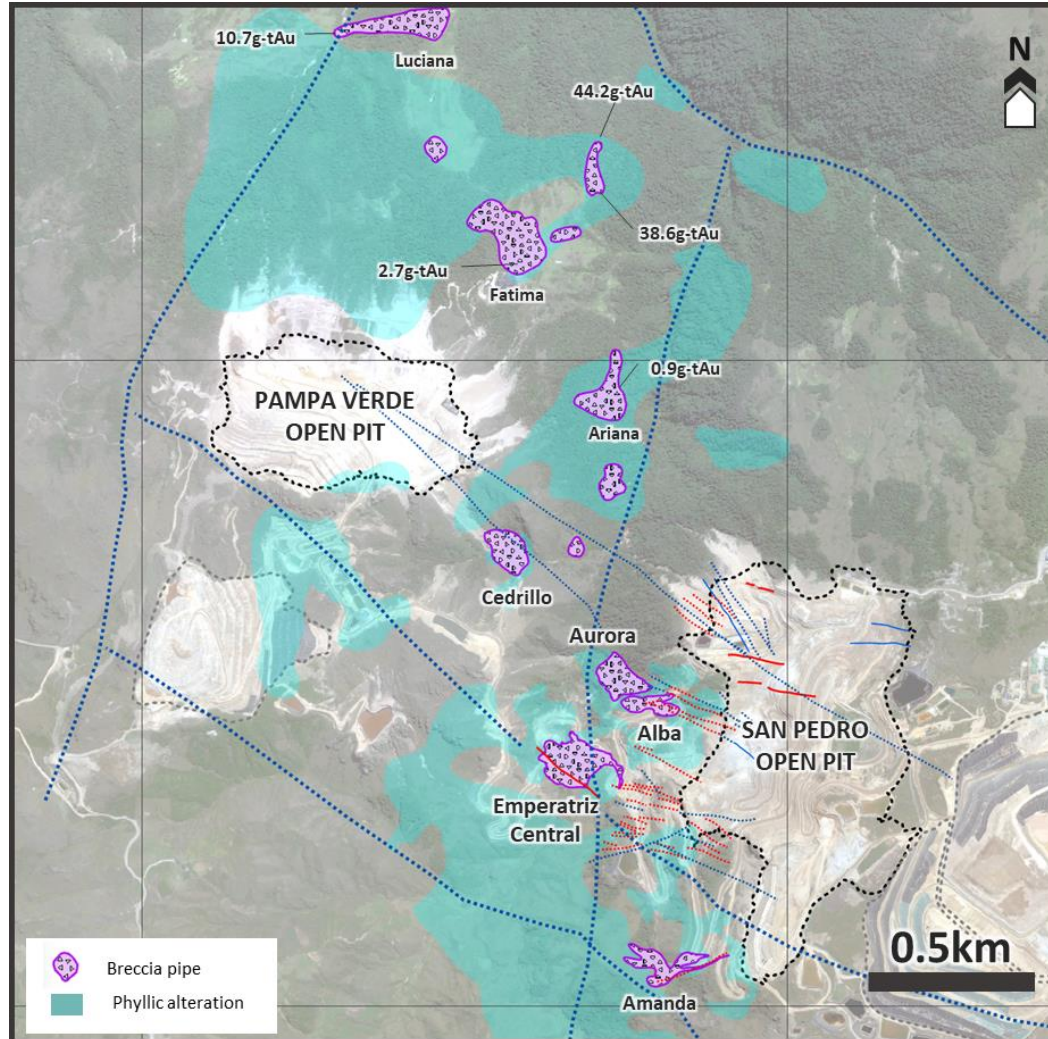 10.7g-tAu
Luciana
N
44.2g-tAu
38.6g-tAu
2.7g-tAu
Fatima
0.9g-tAu
PAMPA VERDE
OPEN PIT
Ariana
Cedrillo
Aurora
Alba
SAN PEDRO
OPEN PIT
Emperatriz
Central
0.5km
Breccia pipe
Phyllic alteration
Amanda